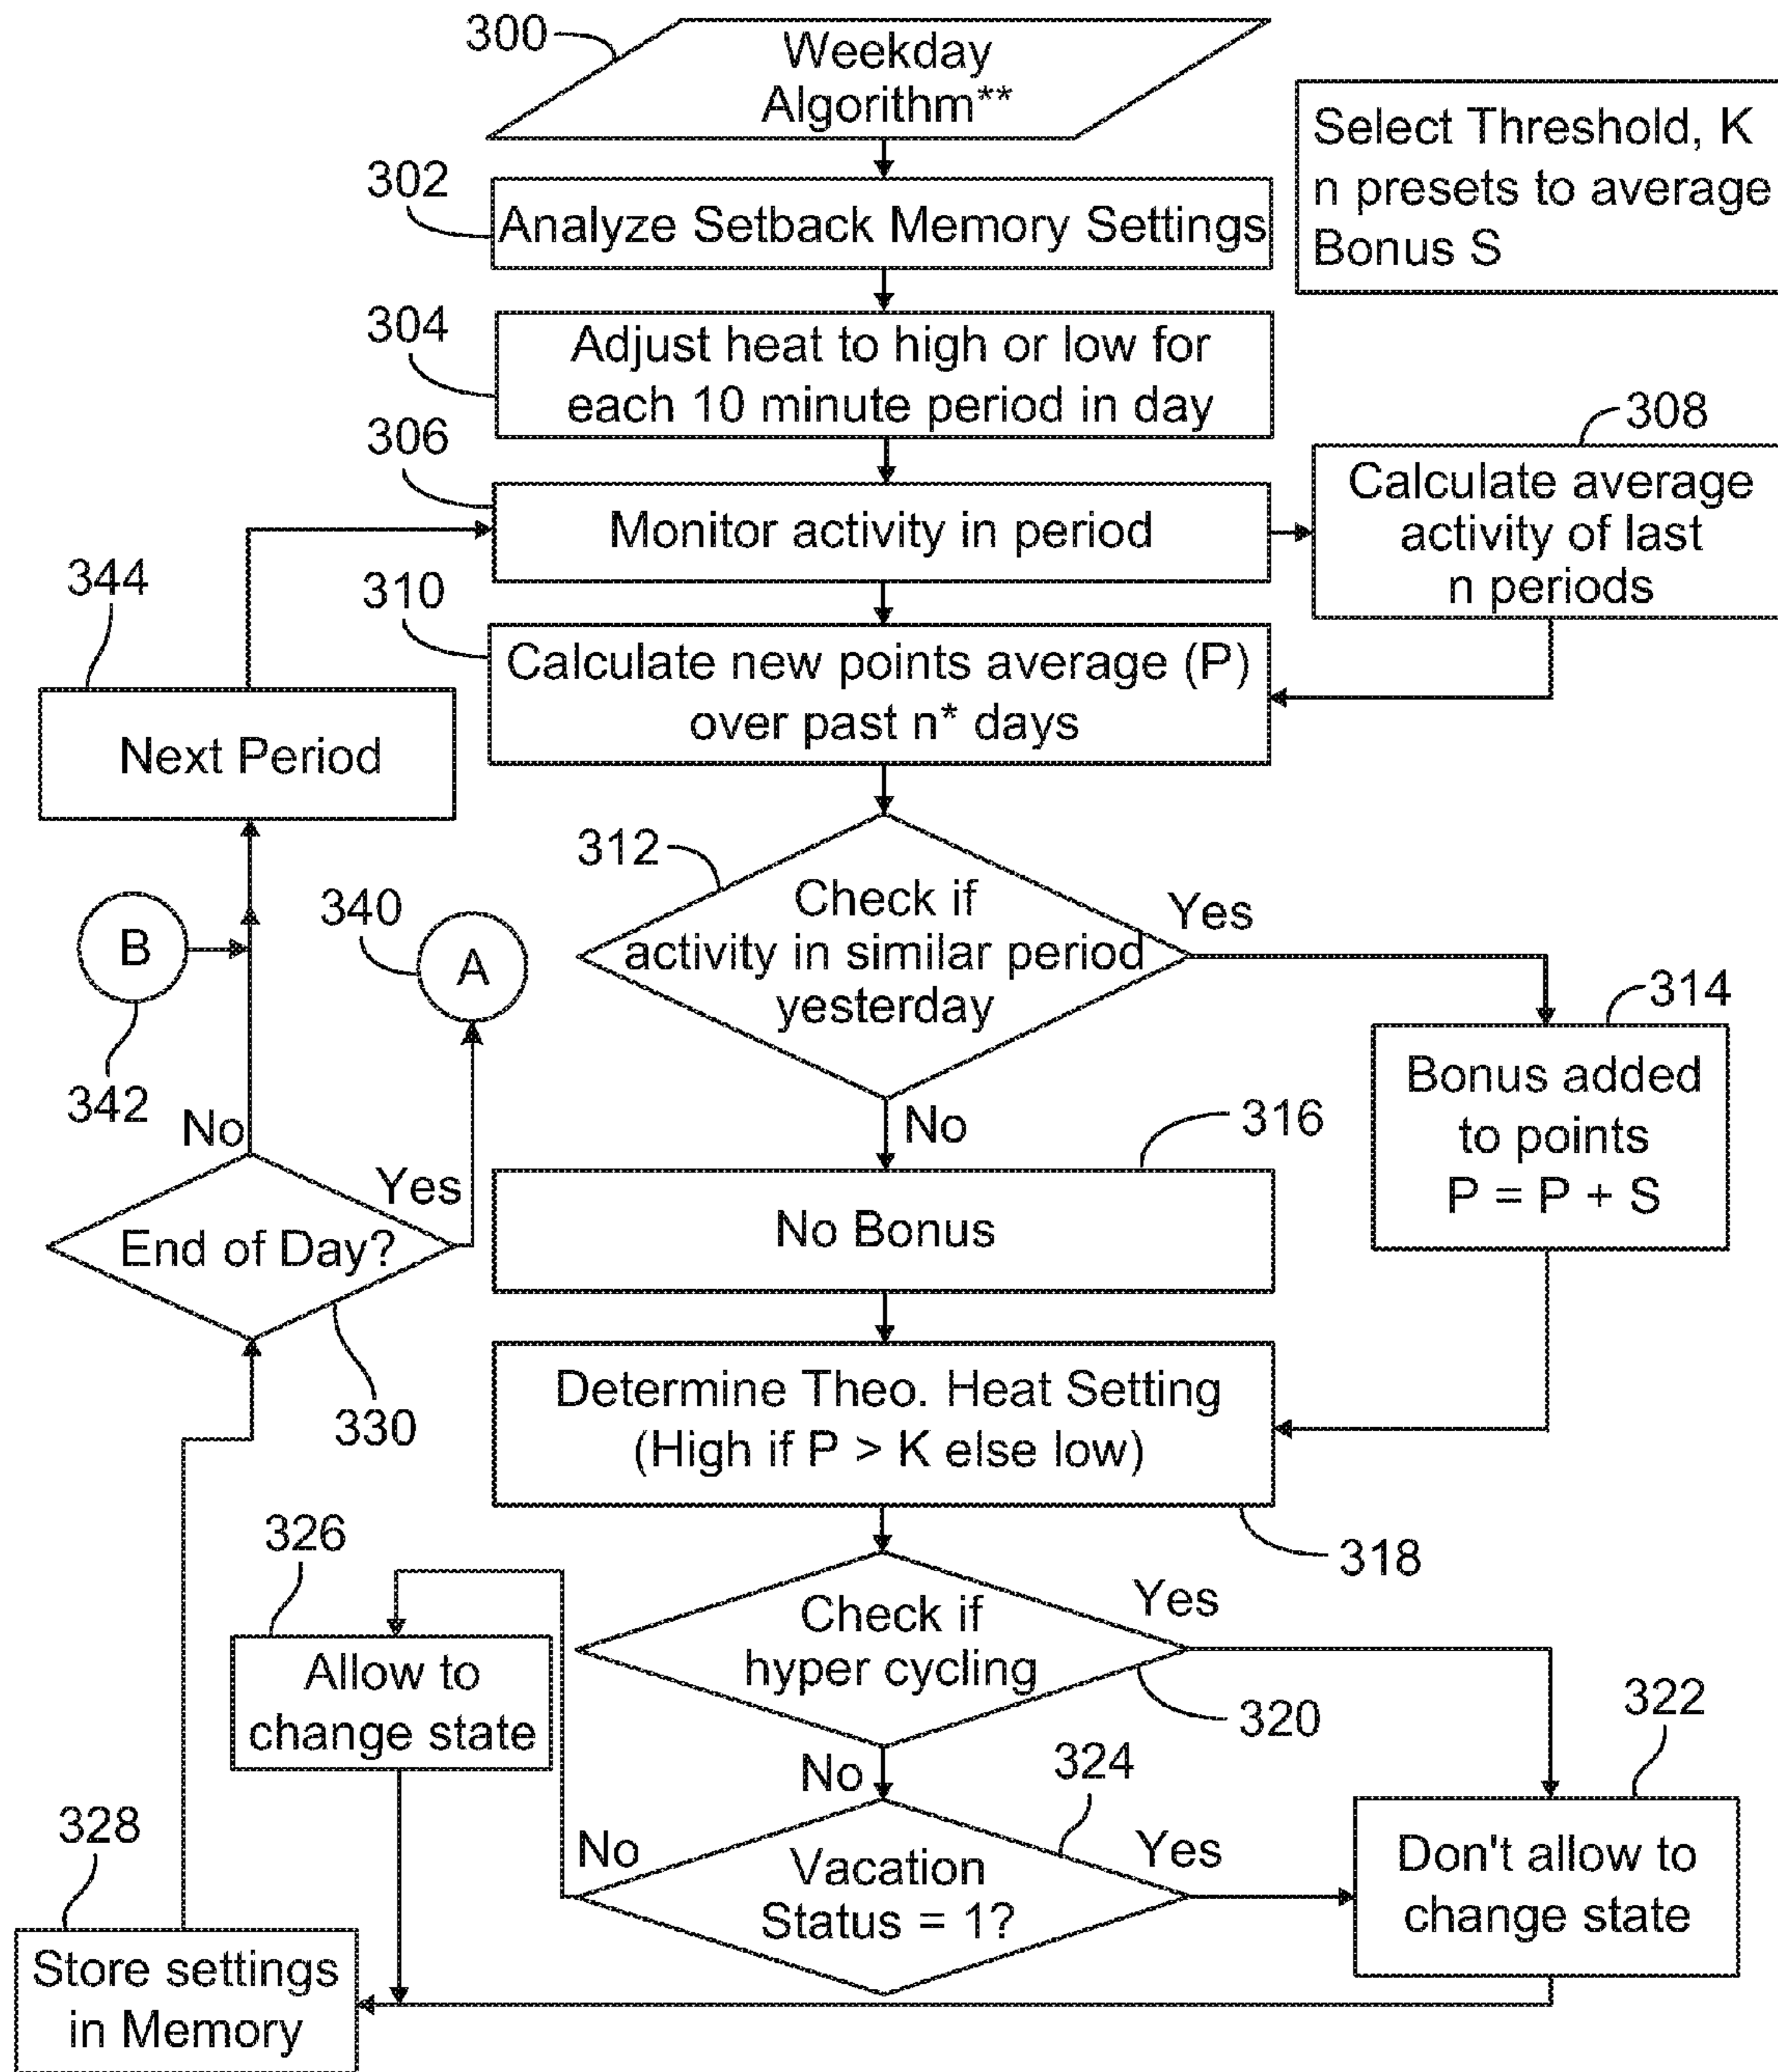 300
Weekday
Algorithm**
Select Threshold, K
n presets to average
Bonus S
302
Analyze Setback Memory Settings
304
Adjust heat to high or low for
each 10 minute period in day
306
Monitor activity in period
308
Calculate average
activity of last
n periods
310
Calculate new points average (P)
over past n* days
344
Next Period
312
Check if
activity in similar period
yesterday
Yes
No
B
342
340
A
314
Bonus added
to points
P = P + S
316
No Bonus
No
Yes
End of Day?
330
Determine Theo. Heat Setting
(High if P > K else low)
318
326
Allow to
change state
Check if
hyper cycling
Yes
320
No
322
Don't allow to
change state
324
No
Vacation
Status = 1?
Yes
328
Store settings
in Memory